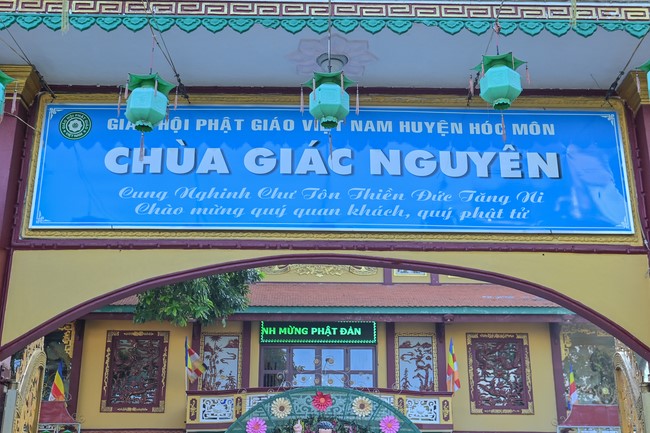 GIÁO HỘI PHẬT GIÁO VIỆT NAM HUYỆN HÓC MÔN
CHÙA GIÁC NGUYÊN
Cung Nghinh Chư Tôn Thiền Đức Tăng Ni
Chào mừng quý quan khách, quý phật tử
NH MỪNG PHẬT ĐẢN